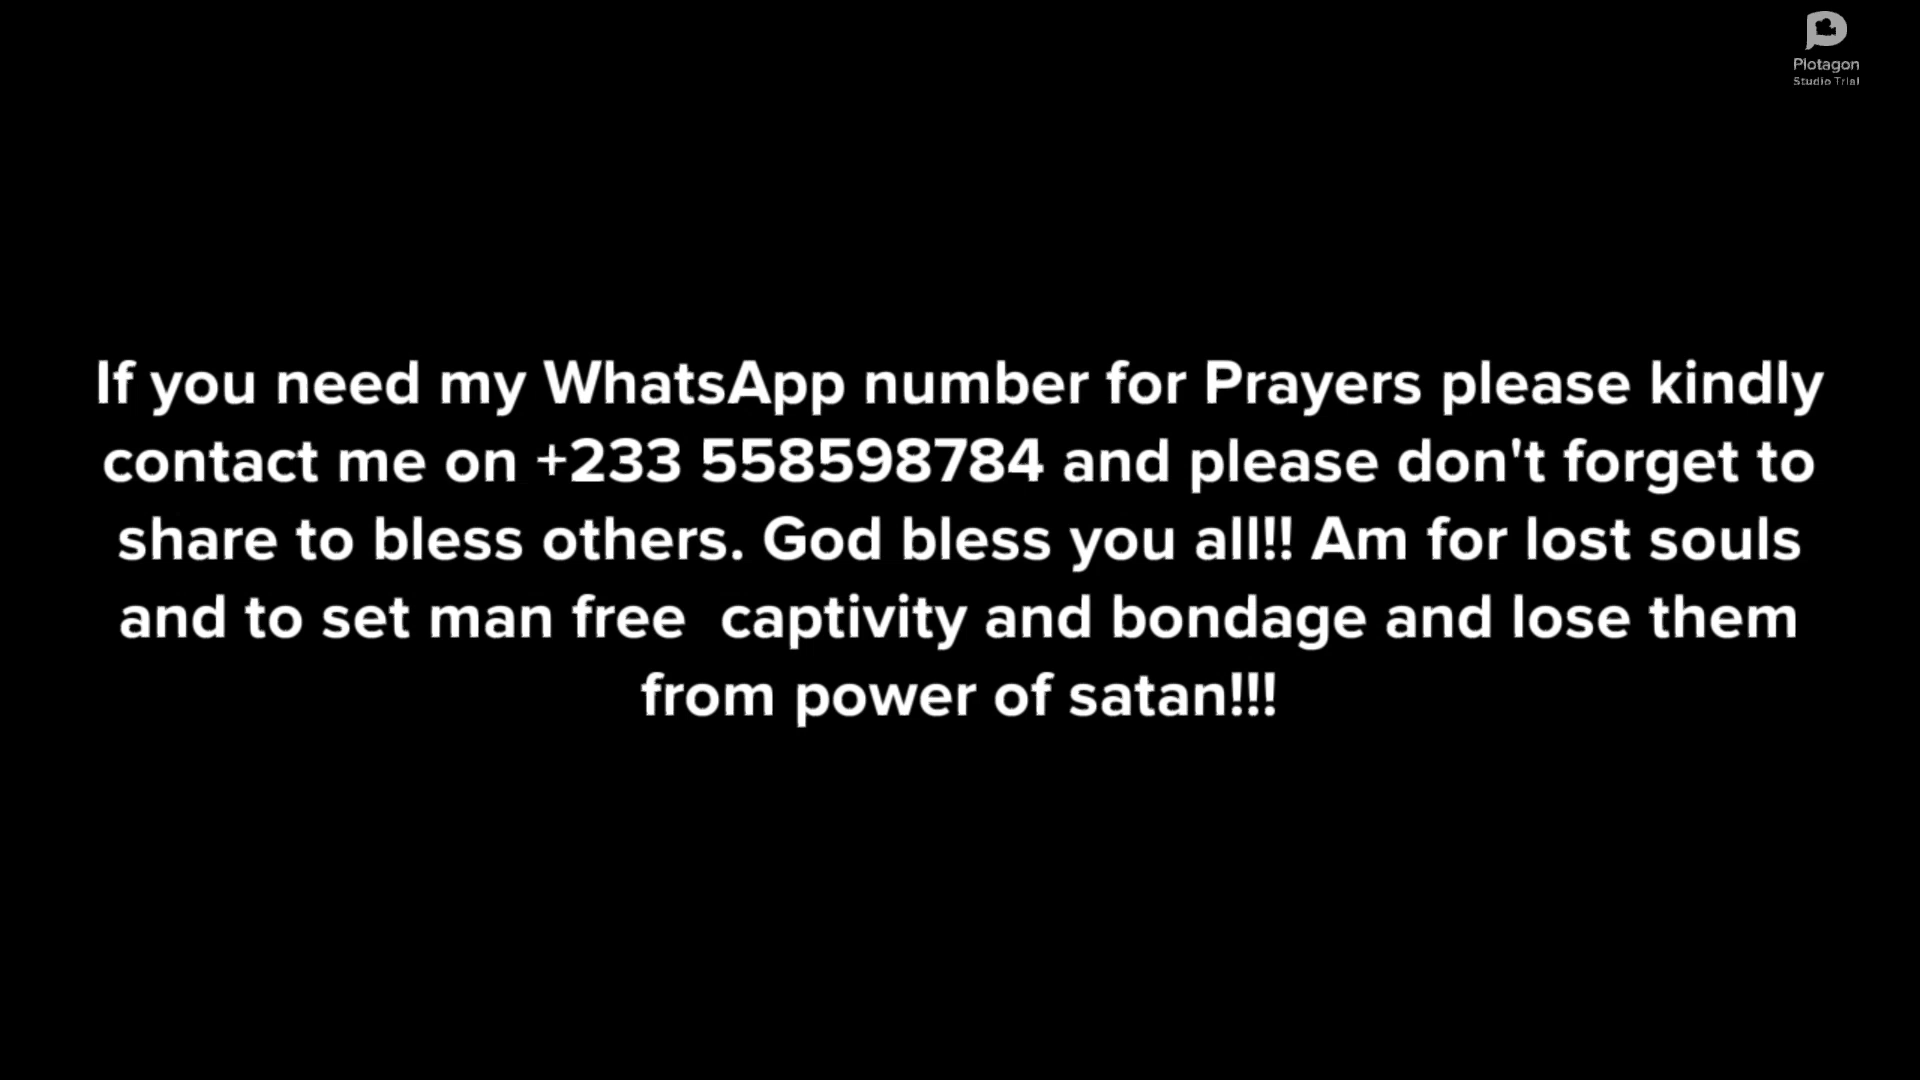 Plotagon
Studio Trial
If you need my WhatsApp number for Prayers please kindly
contact me on +233 558598784 and please don't forget to
share to bless others. God bless you all!! Am for lost souls
and to set man free  captivity and bondage and lose them
from power of satan!!!